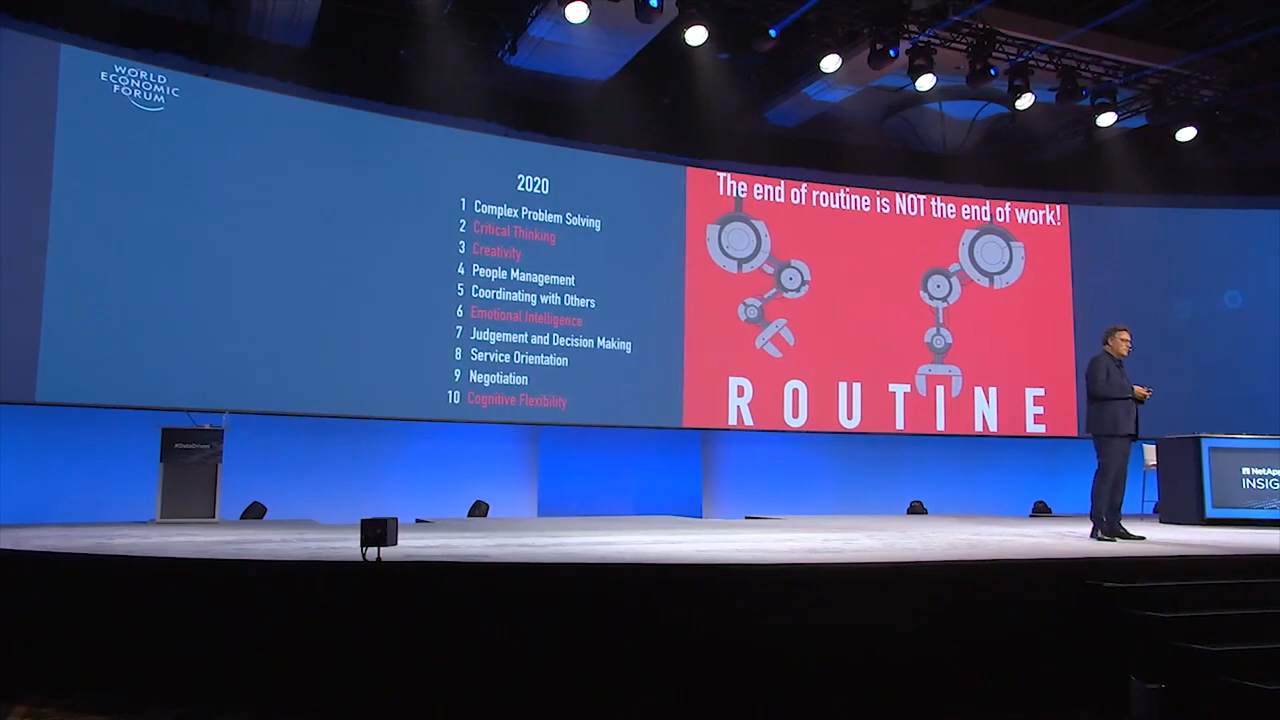 WORLD
ECONOMIC
FORUM
2020
1 Complex Problem Solving
2 Critical Thinking
3 Creativity
4 People Management
5 Coordinating with Others
6 Emotional Intelligence
7 Judgement and Decision Making
8 Service Orientation
9 Negotiation
10 Cognitive Flexibility
The end of routine is NOT the end of work!
ROUTINE
#DataDriven
NetApp
INSIG